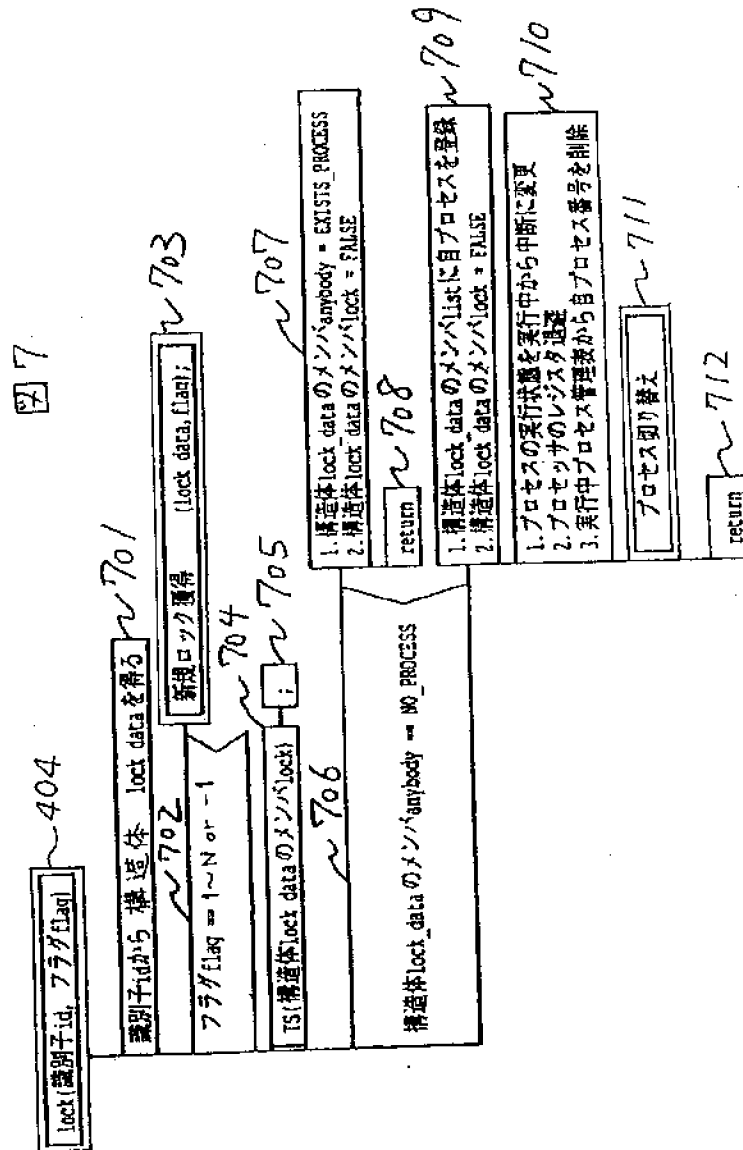 図7
lock(識別子id, フラグflag)
404
識別子idから 構造体 lock dataを得る
701
702
フラグflag == 1~N or -1
新規ロック獲得 (lock data,flag);
703
704
TS(構造体lock dataのメンバlock)
;
705
706
構造体lock_dataのメンバanybody == NO_PROCESS
707
1.構造体lock_dataのメンバanybody = EXISTS_PROCESS
2.構造体lock_dataのメンバlock = FALSE
return
708
709
1.構造体lock_dataのメンバlistに自プロセスを登録
2.構造体lock_dataのメンバlock = FALSE
710
1.プロセスの実行状態を実行中から中断に変更
2.プロセッサのレジスタ退避
3.実行中プロセス管理表から自プロセス番号を削除
プロセス切り替え
711
return
712